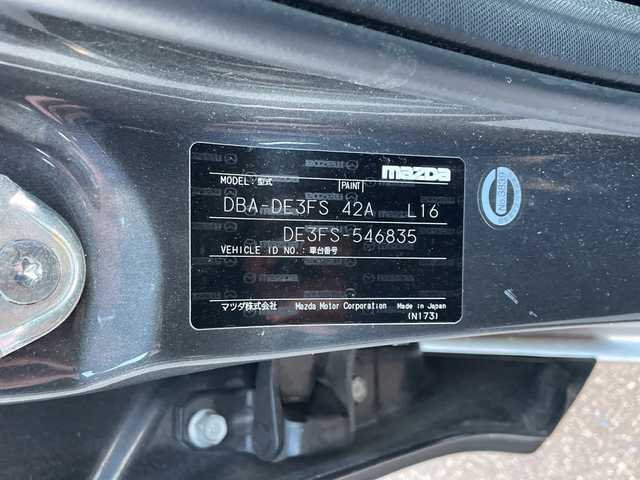 mazda
MODEL:型式 PAINT
DBA-DE3FS 42A L16
DE3FS-546835
VEHICLE ID NO.:車台番号
マツダ株式会社 Mazda Motor Corporation Made in Japan
(N173)